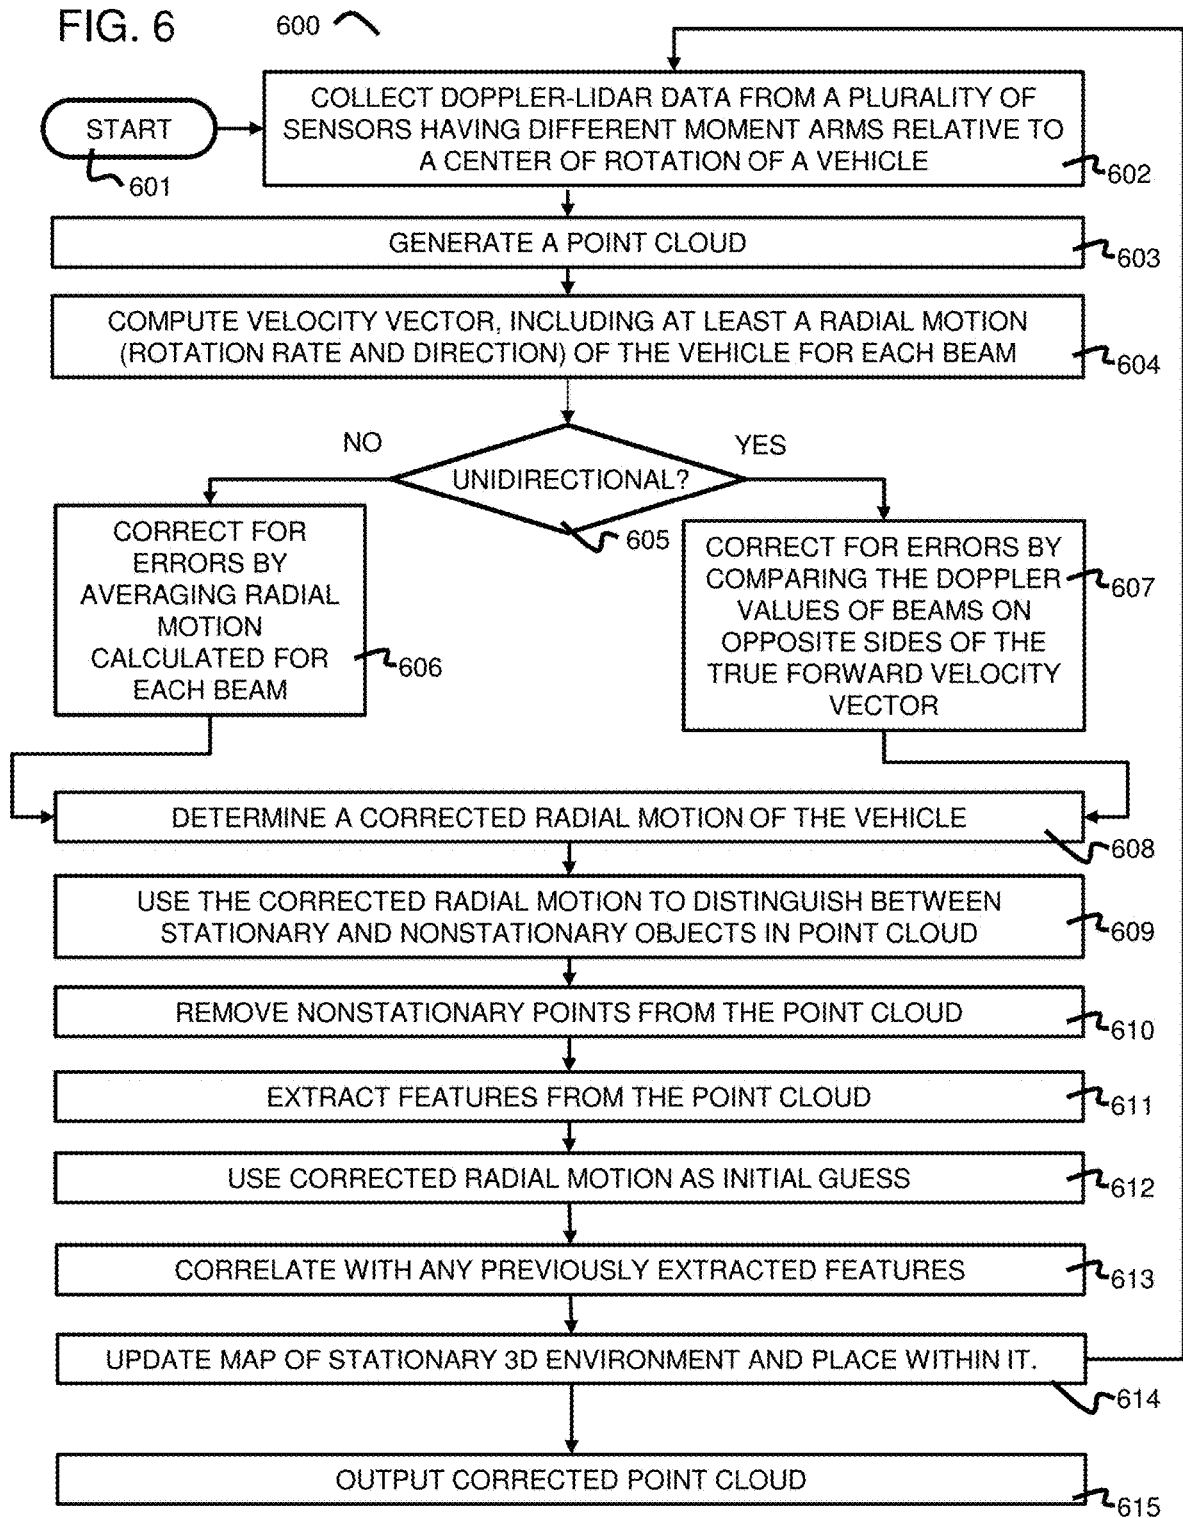 FIG. 6
600
START
601
COLLECT DOPPLER-LIDAR DATA FROM A PLURALITY OF
SENSORS HAVING DIFFERENT MOMENT ARMS RELATIVE TO
A CENTER OF ROTATION OF A VEHICLE
602
GENERATE A POINT CLOUD
603
COMPUTE VELOCITY VECTOR, INCLUDING AT LEAST A RADIAL MOTION
(ROTATION RATE AND DIRECTION) OF THE VEHICLE FOR EACH BEAM
604
NO
YES
UNIDIRECTIONAL?
605
CORRECT FOR
ERRORS BY
AVERAGING RADIAL
MOTION
CALCULATED FOR
EACH BEAM
606
CORRECT FOR ERRORS BY
COMPARING THE DOPPLER
VALUES OF BEAMS ON
OPPOSITE SIDES OF THE
TRUE FORWARD VELOCITY
VECTOR
607
DETERMINE A CORRECTED RADIAL MOTION OF THE VEHICLE
608
USE THE CORRECTED RADIAL MOTION TO DISTINGUISH BETWEEN
STATIONARY AND NONSTATIONARY OBJECTS IN POINT CLOUD
609
REMOVE NONSTATIONARY POINTS FROM THE POINT CLOUD
610
EXTRACT FEATURES FROM THE POINT CLOUD
611
USE CORRECTED RADIAL MOTION AS INITIAL GUESS
612
CORRELATE WITH ANY PREVIOUSLY EXTRACTED FEATURES
613
UPDATE MAP OF STATIONARY 3D ENVIRONMENT AND PLACE WITHIN IT.
614
OUTPUT CORRECTED POINT CLOUD
615